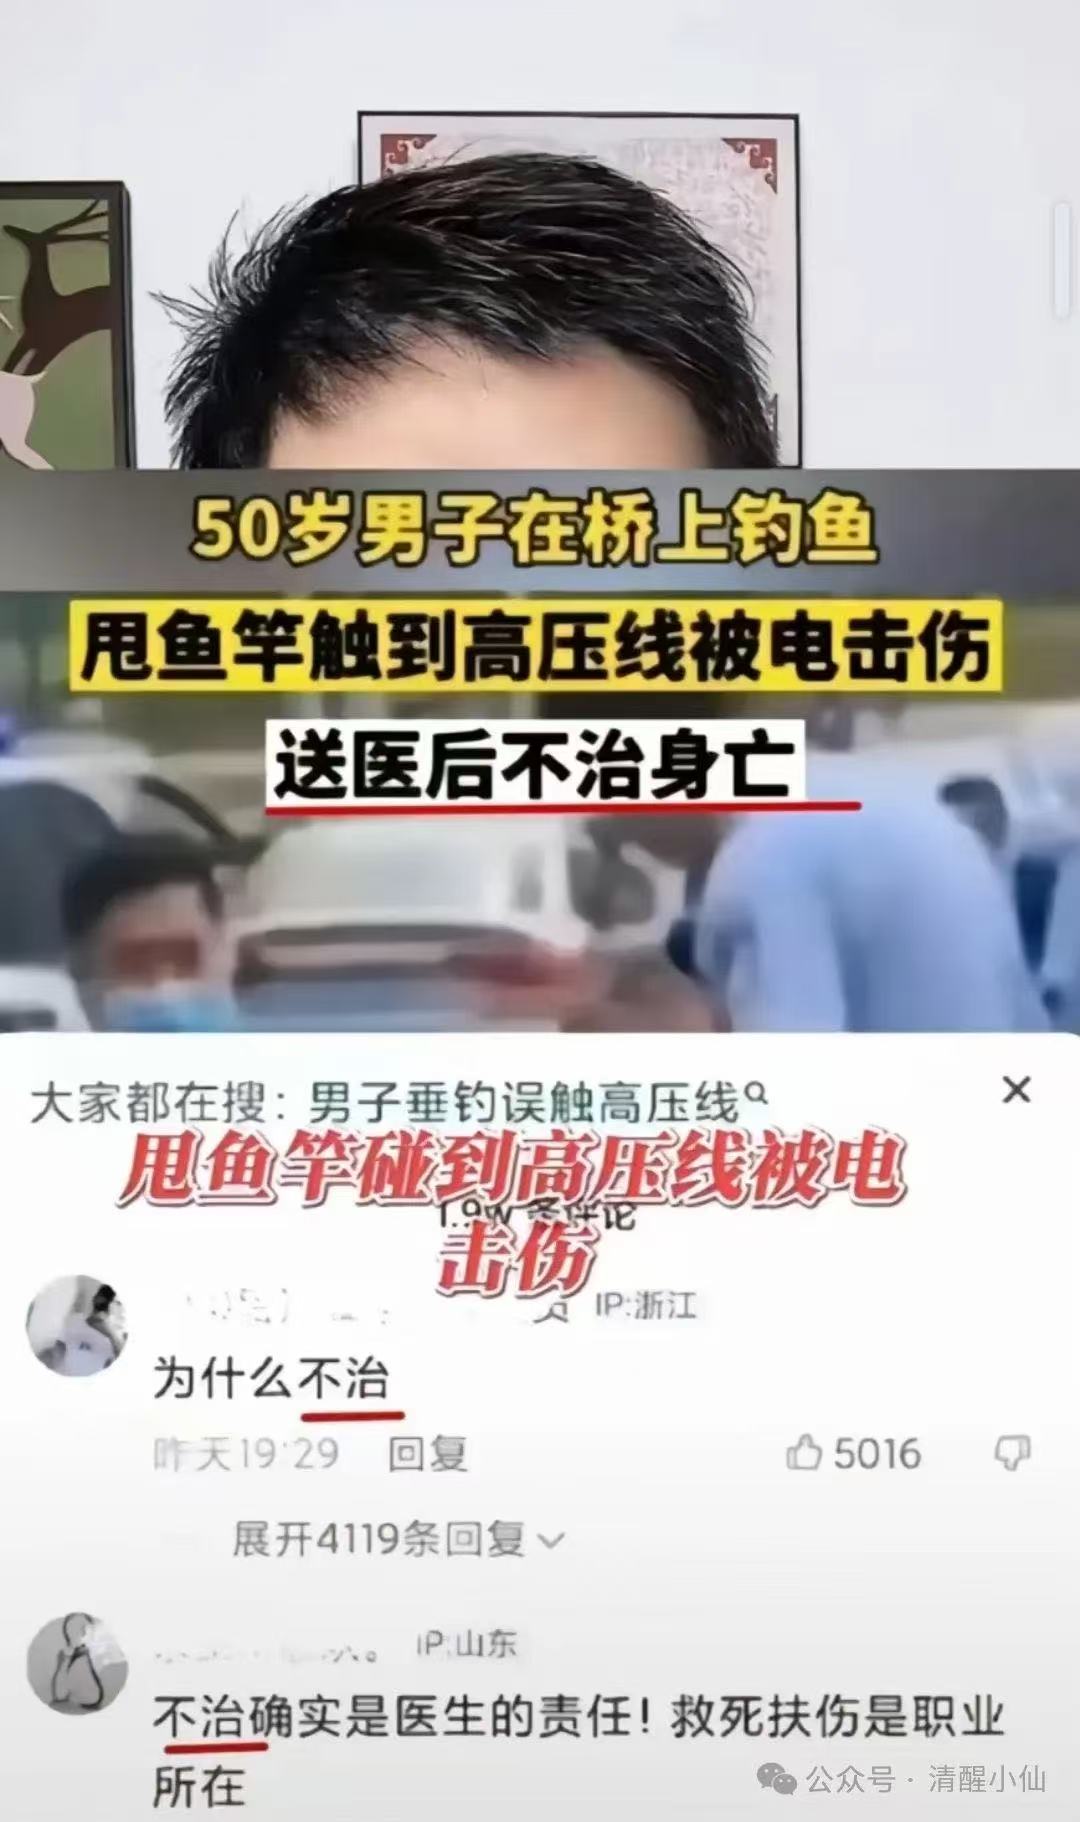 50岁男子在桥上钓鱼
甩鱼竿触到高压线被电击伤
送医后不治身亡
大家都在搜：男子垂钓误触高压线
甩鱼竿碰到高压线被电
1.9w 条评论
击伤
IP:浙江
为什么不治
昨天19:29 回复 5016
展开4119条回复
IP:山东
不治确实是医生的责任！救死扶伤是职业
所在
公众号 · 清醒小仙